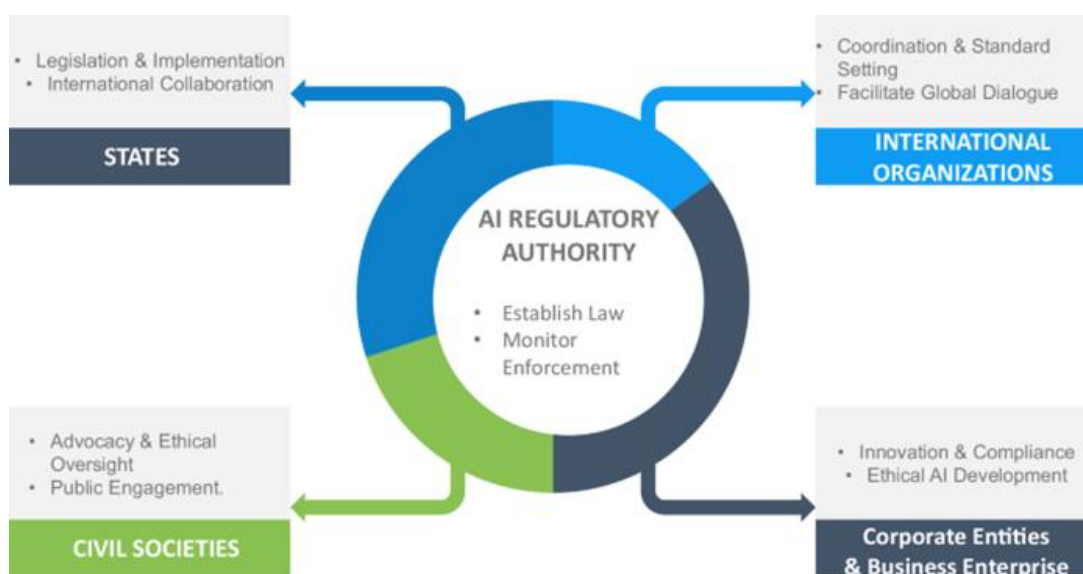 • Legislation & Implementation
• International Collaboration
STATES
• Coordination & Standard
Setting
• Facilitate Global Dialogue
INTERNATIONAL
ORGANIZATIONS
AI REGULATORY
AUTHORITY
• Establish Law
• Monitor
Enforcement
• Advocacy & Ethical
Oversight
• Public Engagement.
CIVIL SOCIETIES
• Innovation & Compliance
• Ethical AI Development
Corporate Entities
& Business Enterprise